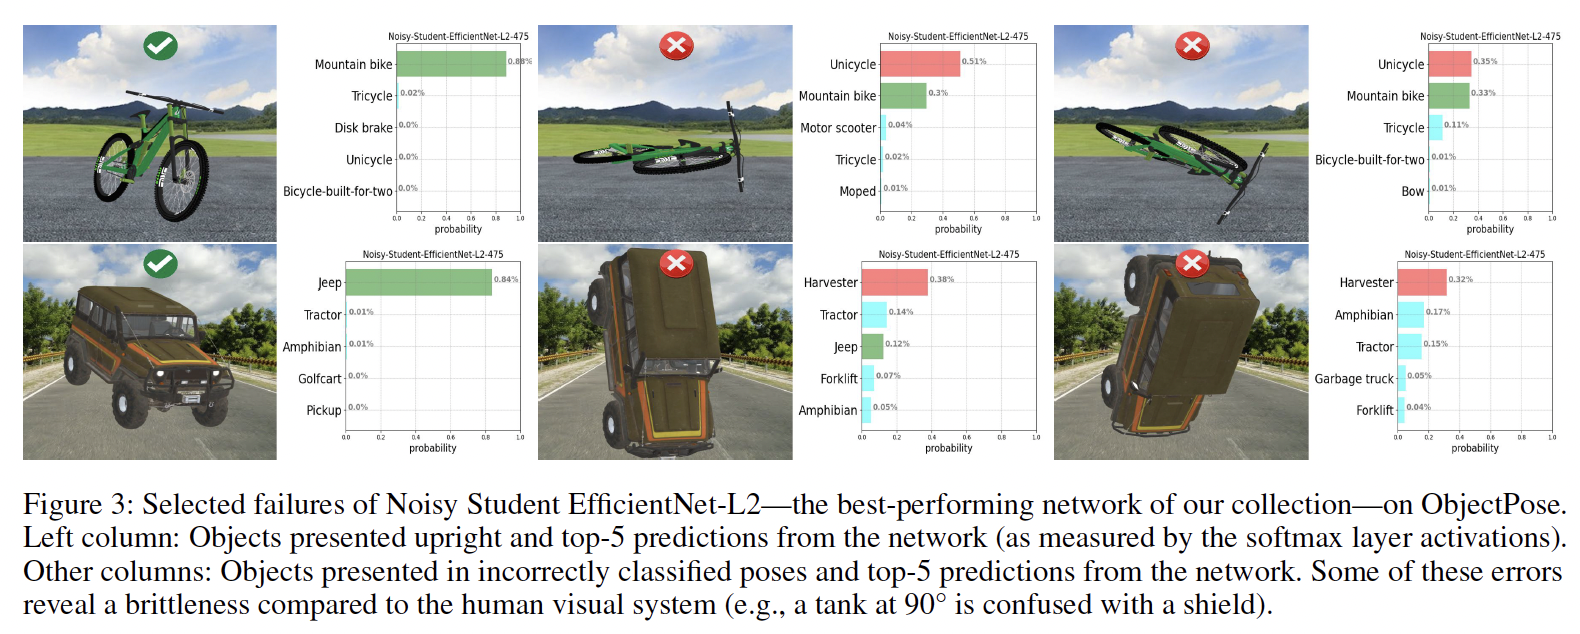 Noisy-Student-EfficientNet-L2-475
Mountain bike
0.88%
Tricycle
0.02%
Disk brake
0.0%
Unicycle
0.0%
Bicycle-built-for-two
0.0%
0.0 0.2 0.4 0.6 0.8 1.0
probability
Noisy-Student-EfficientNet-L2-475
Unicycle
0.51%
Mountain bike
0.3%
Motor scooter
0.04%
Tricycle
0.02%
Moped
0.01%
0.0 0.2 0.4 0.6 0.8 1.0
probability
Noisy-Student-EfficientNet-L2-475
Unicycle
0.35%
Mountain bike
0.33%
Tricycle
0.11%
Bicycle-built-for-two
0.01%
Bow
0.01%
0.0 0.2 0.4 0.6 0.8 1.0
probability
Noisy-Student-EfficientNet-L2-475
Jeep
0.84%
Tractor
0.01%
Amphibian
0.01%
Golfcart
0.0%
Pickup
0.0%
0.0 0.2 0.4 0.6 0.8 1.0
probability
Noisy-Student-EfficientNet-L2-475
Harvester
0.38%
Tractor
0.14%
Jeep
0.12%
Forklift
0.07%
Amphibian
0.05%
0.0 0.2 0.4 0.6 0.8 1.0
probability
Noisy-Student-EfficientNet-L2-475
Harvester
0.32%
Amphibian
0.17%
Tractor
0.15%
Garbage truck
0.05%
Forklift
0.04%
0.0 0.2 0.4 0.6 0.8 1.0
probability
Figure 3: Selected failures of Noisy Student EfficientNet-L2—the best-performing network of our collection—on ObjectPose.
Left column: Objects presented upright and top-5 predictions from the network (as measured by the softmax layer activations).
Other columns: Objects presented in incorrectly classified poses and top-5 predictions from the network. Some of these errors
reveal a brittleness compared to the human visual system (e.g., a tank at 90° is confused with a shield).